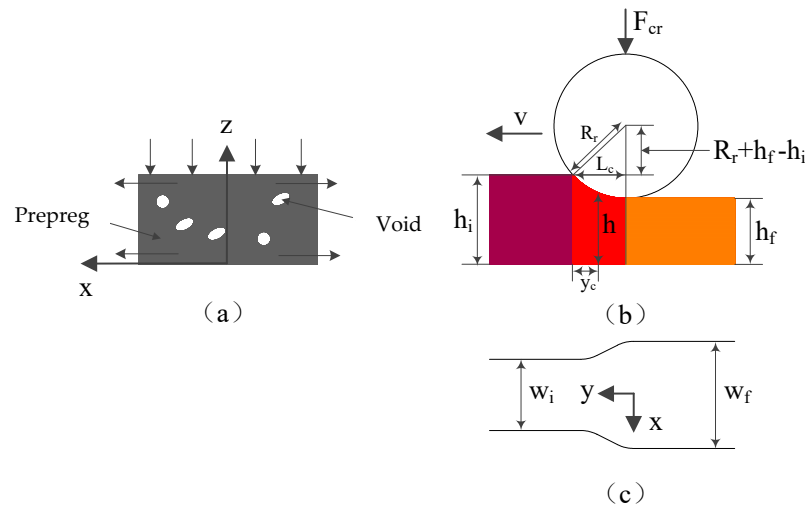 z
Prepreg
Void
x
（a）
F_cr
v
R_r
R_r+h_f-h_i
L_c
h_i
h
h_f
y_c
（b）
w_i
y
x
w_f
（c）